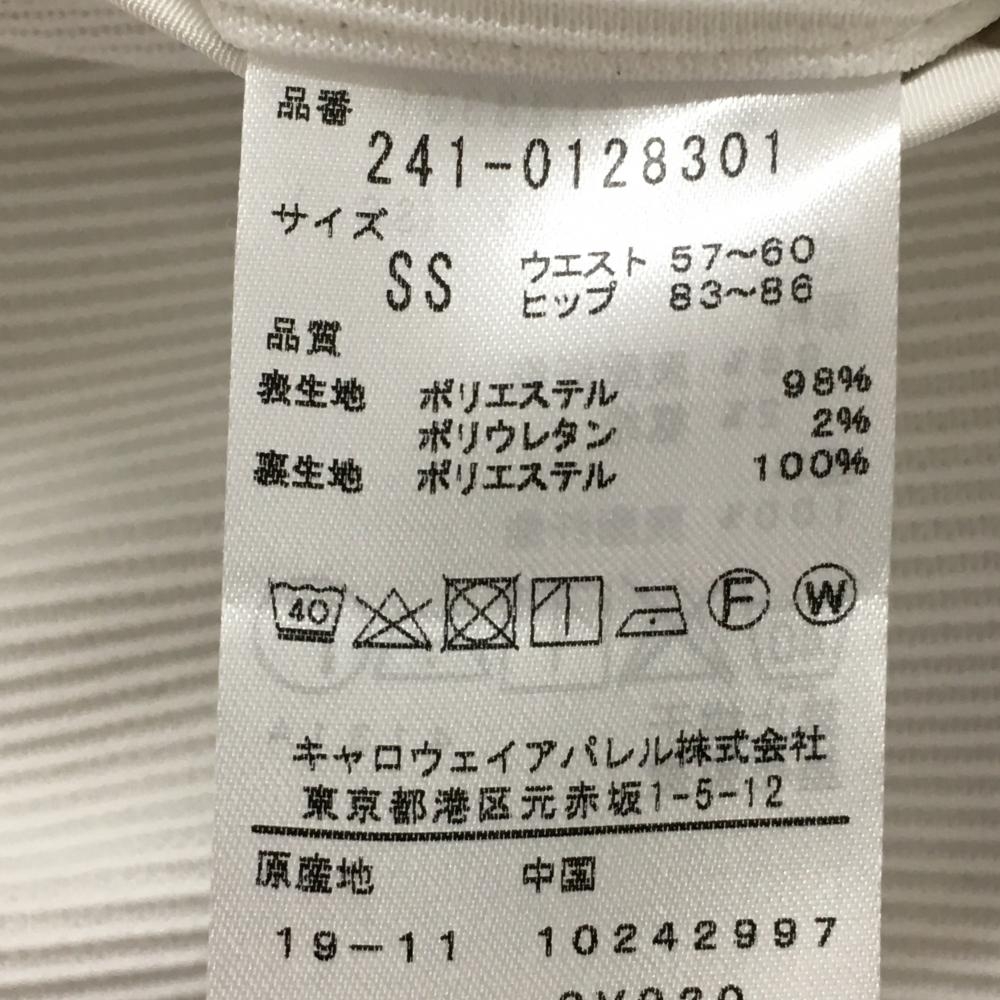 品番
241-0128301
サイズ
SS ウエスト 57〜60
ヒップ 83〜86
品質
表生地 ポリエステル 98%
ポリウレタン 2%
裏生地 ポリエステル 100%
40 F W
キャロウェイアパレル株式会社
東京都港区元赤坂1-5-12
原産地 中国
19-11 10242997